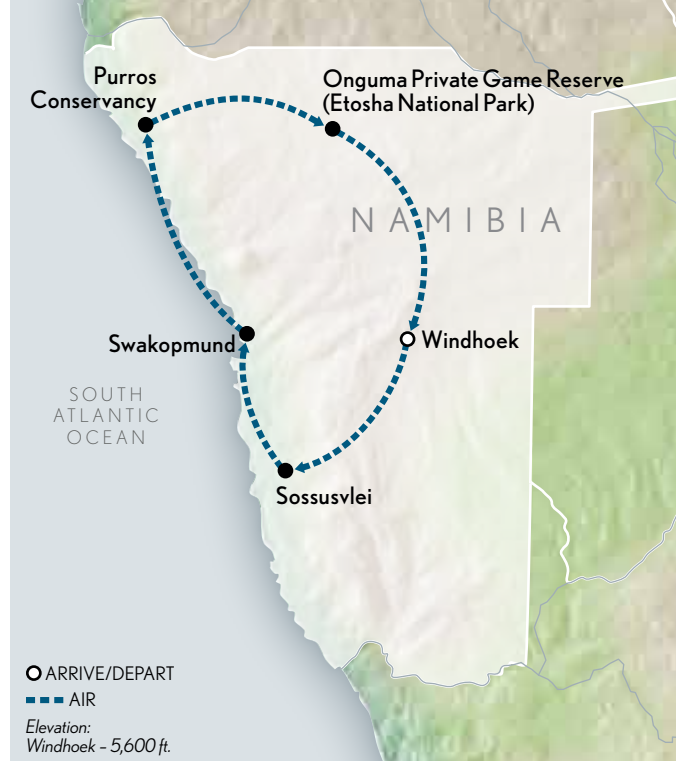 Purros
Conservancy
Onguma Private Game Reserve
(Etosha National Park)
NAMIBIA
Swakopmund
Windhoek
SOUTH
ATLANTIC
OCEAN
Sossusvlei
ARRIVE/DEPART
AIR
Elevation:
Windhoek – 5,600 ft.